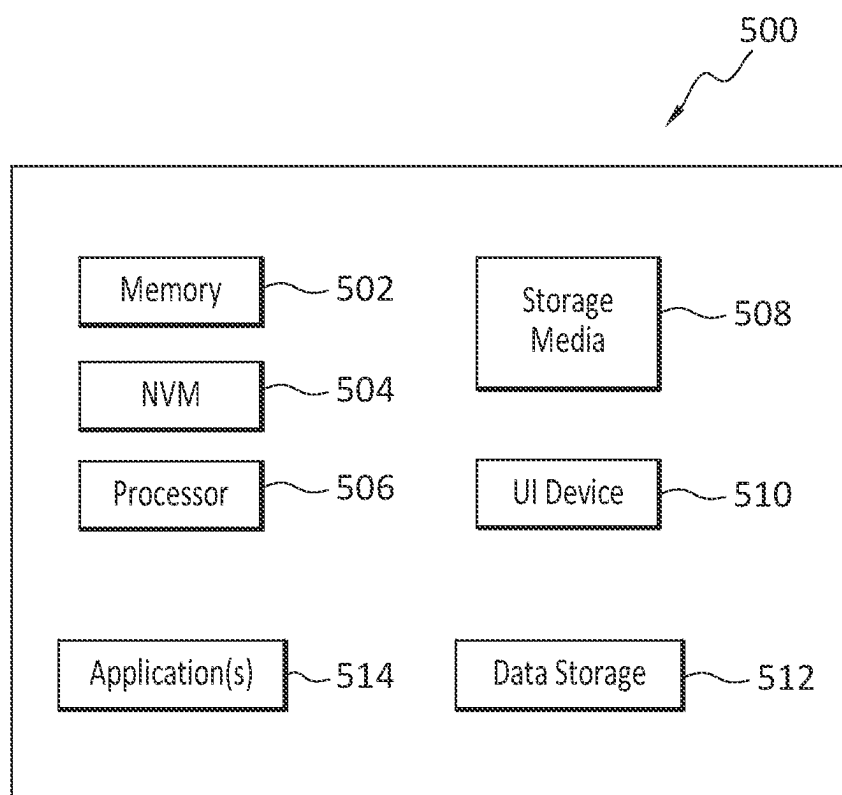 500
Memory
502
Storage
Media
508
NVM
504
Processor
506
UI Device
510
Application(s)
514
Data Storage
512